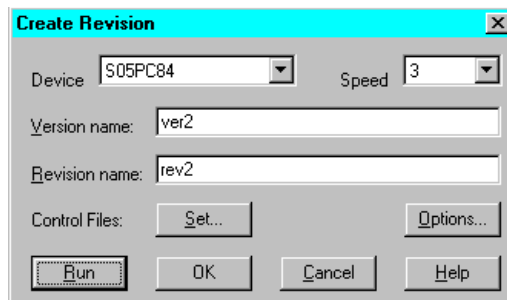 Create Revision
Device S05PC84 Speed 3
Version name: ver2
Revision name: rev2
Control Files: Set... Options...
Run OK Cancel Help